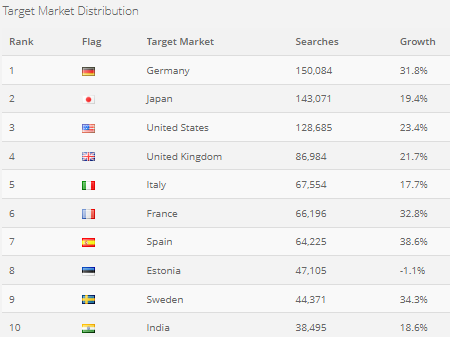 Target Market Distribution
Rank Flag Target Market Searches Growth
1 Germany 150,084 31.8%
2 Japan 143,071 19.4%
3 United States 128,685 23.4%
4 United Kingdom 86,984 21.7%
5 Italy 67,554 17.7%
6 France 66,196 32.8%
7 Spain 64,225 38.6%
8 Estonia 47,105 -1.1%
9 Sweden 44,371 34.3%
10 India 38,495 18.6%